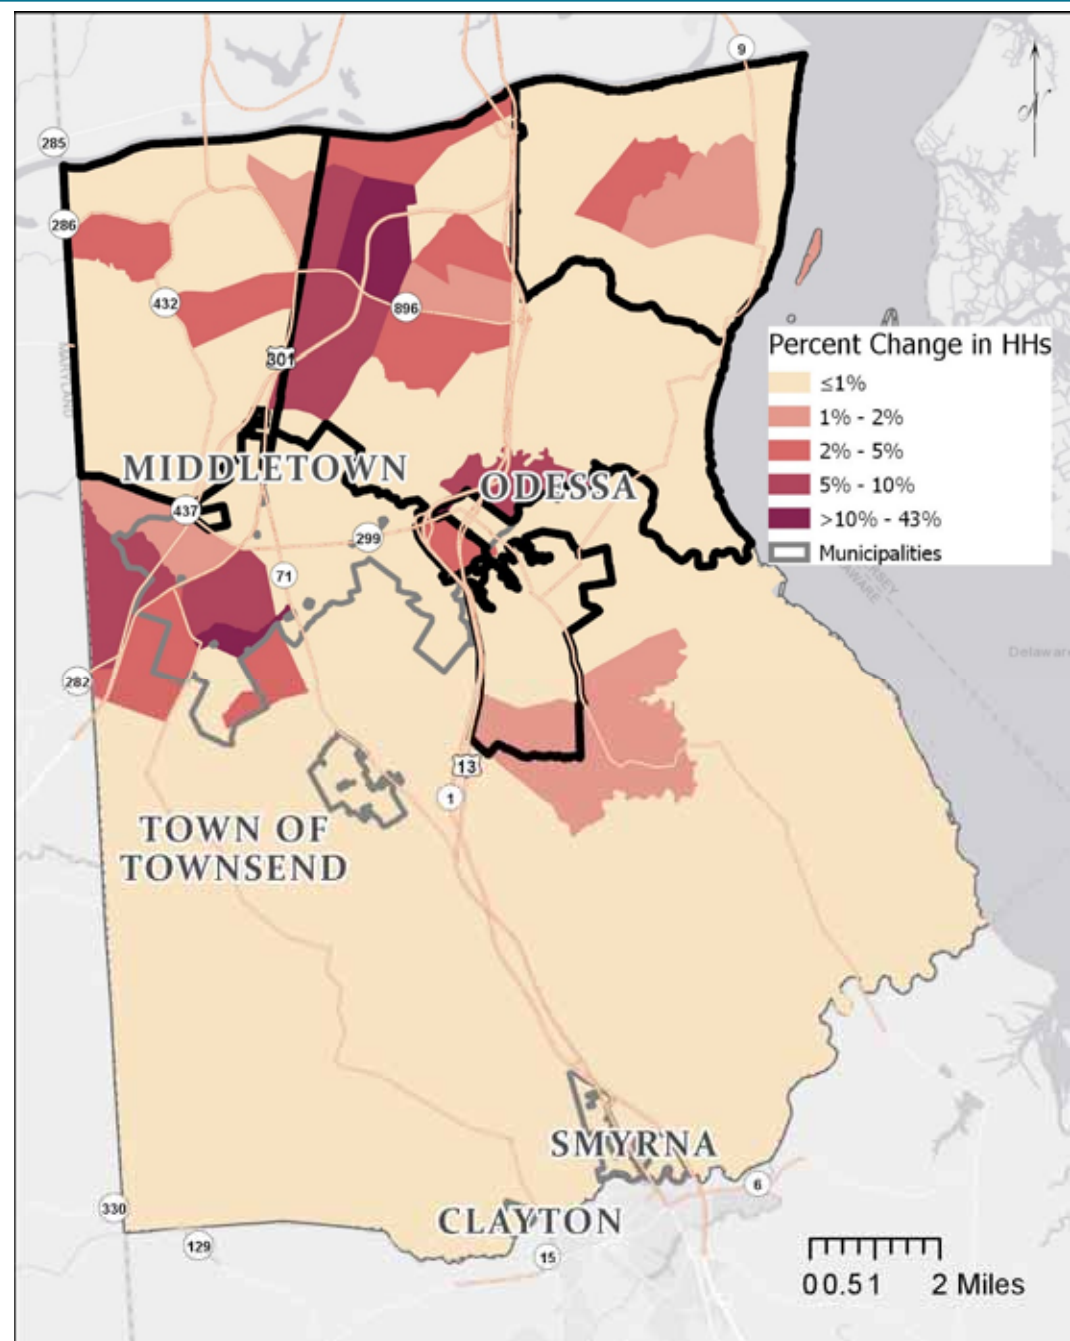 9
285
286
432
896
301
MARYLAND
Percent Change in HHs
≤1%
1% - 2%
2% - 5%
5% - 10%
>10% - 43%
Municipalities
MIDDLETOWN
ODESSA
437
299
71
282
Delaware
13
1
TOWN OF
TOWNSEND
SMYRNA
6
CLAYTON
330
129
15
0 0.5 1 2 Miles